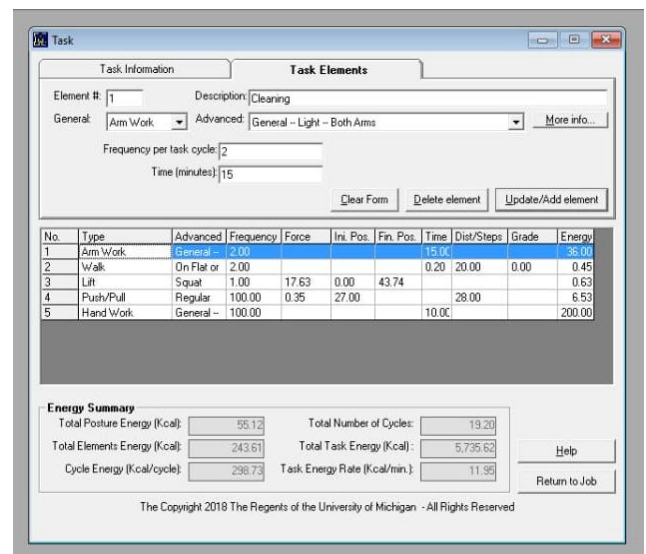 Task
Task Information Task Elements
Element #: 1 Description: Cleaning
General: Arm Work Advanced: General -- Light -- Both Arms More info...
Frequency per task cycle: 2
Time (minutes): 15
Clear Form Delete element Update/Add element
No. Type Advanced Frequency Force Ini. Pos. Fin. Pos. Time Dist/Steps Grade Energy
1 Arm Work General -- 2.00 15.00 36.00
2 Walk On Flat or 2.00 0.20 20.00 0.00 0.45
3 Lift Squat 1.00 17.63 0.00 43.74 0.63
4 Push/Pull Regular 100.00 0.35 27.00 28.00 6.53
5 Hand Work General -- 100.00 10.00 200.00
Energy Summary
Total Posture Energy (Kcal): 55.12 Total Number of Cycles: 19.20
Total Elements Energy (Kcal): 243.61 Total Task Energy (Kcal) : 5,735.62 Help
Cycle Energy (Kcal/cycle): 298.73 Task Energy Rate (Kcal/min.): 11.95 Return to Job
The Copyright 2018 The Regents of the University of Michigan - All Rights Reserved